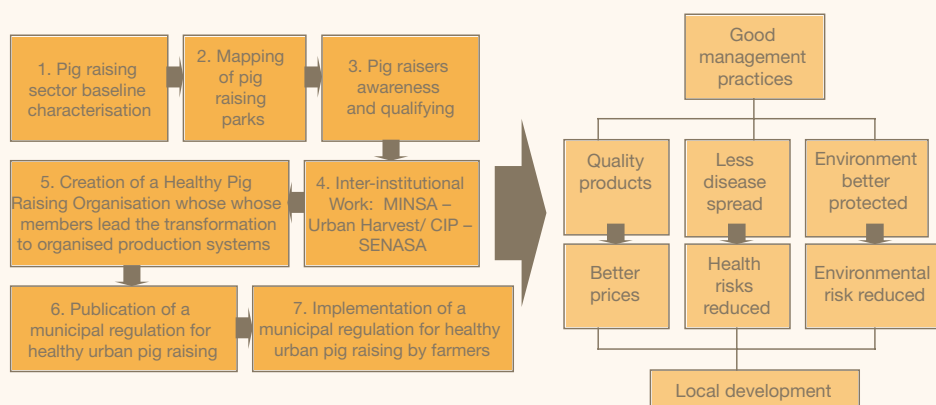 1. Pig raising
sector baseline
characterisation
2. Mapping
of pig
raising
parks
3. Pig raisers
awareness
and qualifying
4. Inter-institutional
Work:  MINSA –
Urban Harvest/ CIP –
SENASA
5. Creation of a Healthy Pig
Raising Organisation whose whose
members lead the transformation
to organised production systems
6. Publication of a
municipal regulation for
healthy urban pig raising
7. Implementation of a
municipal regulation for healthy
urban pig raising by farmers
Good
management
practices
Quality
products
Less
disease
spread
Environment
better
protected
Better
prices
Health
risks
reduced
Environmental
risk reduced
Local development